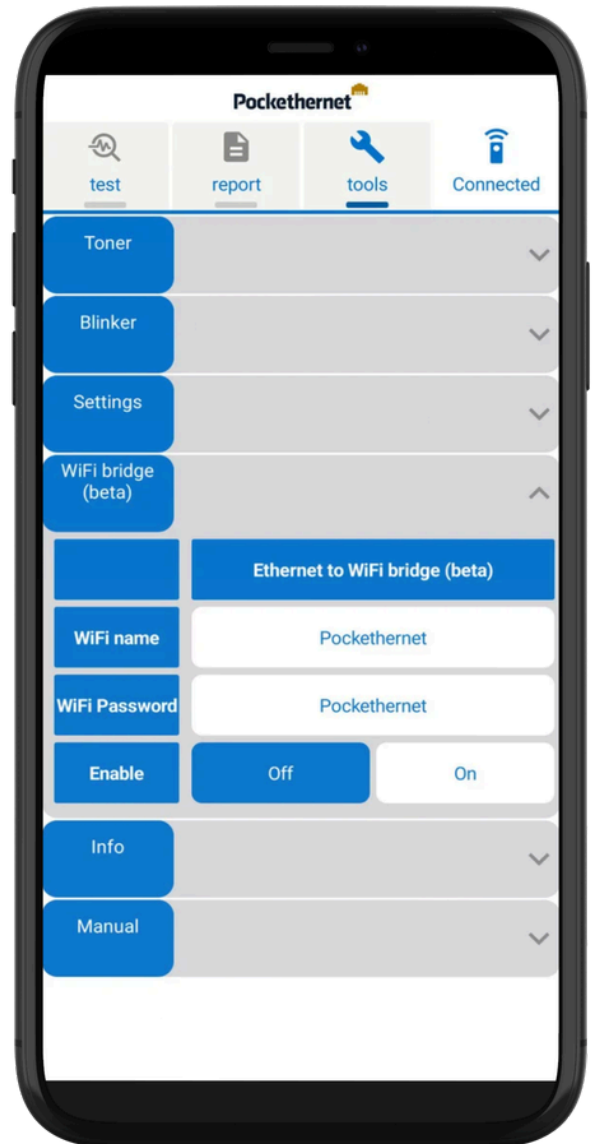 Pockethernet
test
report
tools
Connected
Toner
Blinker
Settings
WiFi bridge
(beta)
Ethernet to WiFi bridge (beta)
WiFi name
Pockethernet
WiFi Password
Pockethernet
Enable
Off
On
Info
Manual